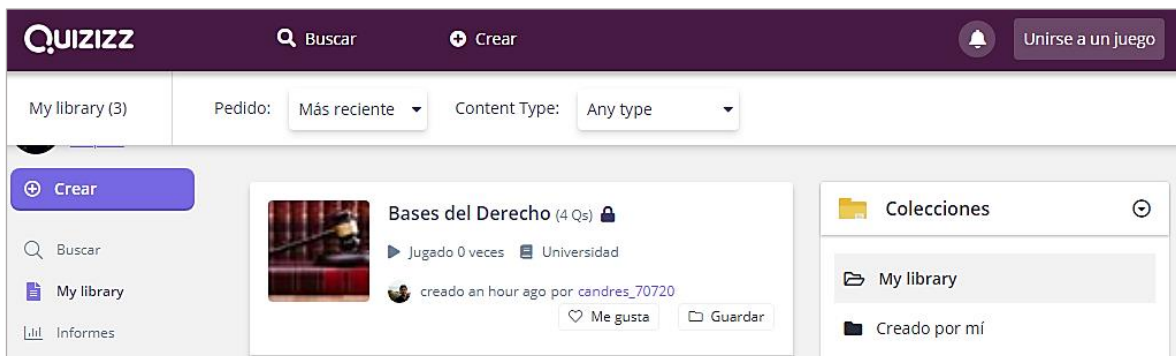 QUIZIZZ Buscar Crear Unirse a un juego
My library (3) Pedido: Más reciente Content Type: Any type
Crear
Buscar
My library
Informes
Bases del Derecho (4 Qs)
Jugado 0 veces Universidad
creado an hour ago por candres_70720
Me gusta Guardar
Colecciones
My library
Creado por mí